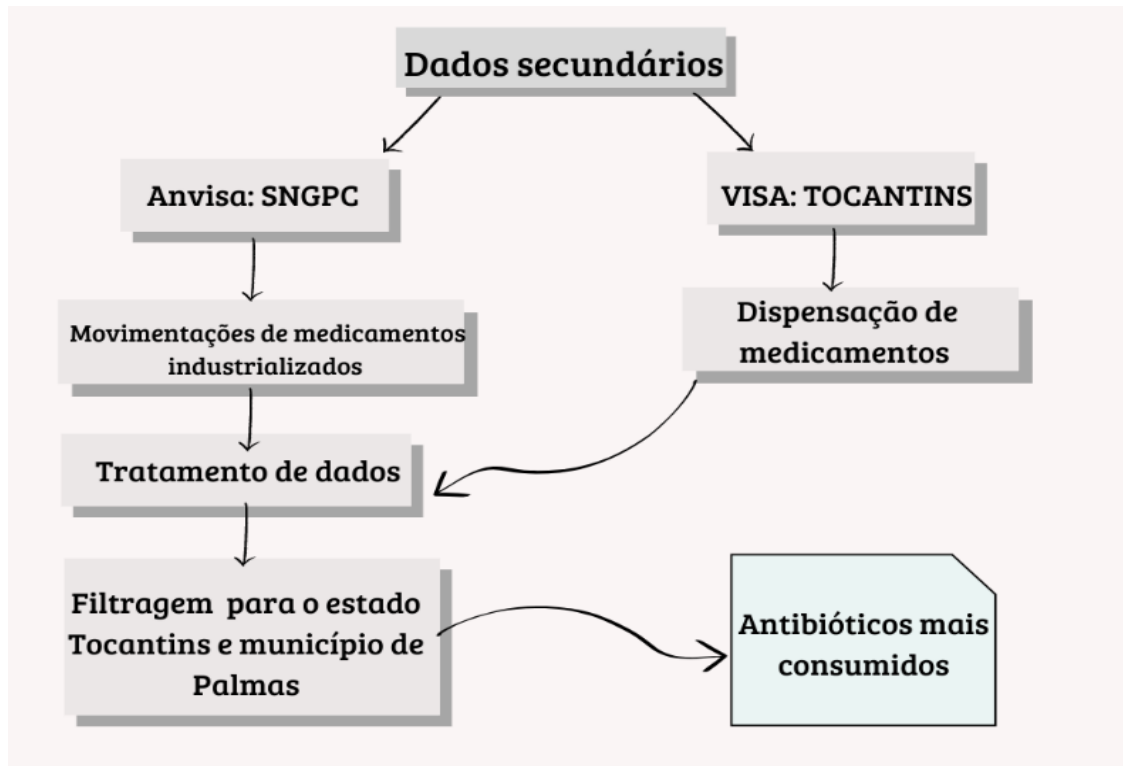 Dados secundários
Anvisa: SNGPC
VISA: TOCANTINS
Movimentações de medicamentos
industrializados
Dispensação de
medicamentos
Tratamento de dados
Filtragem para o estado
Tocantins e município de
Palmas
Antibióticos mais
consumidos